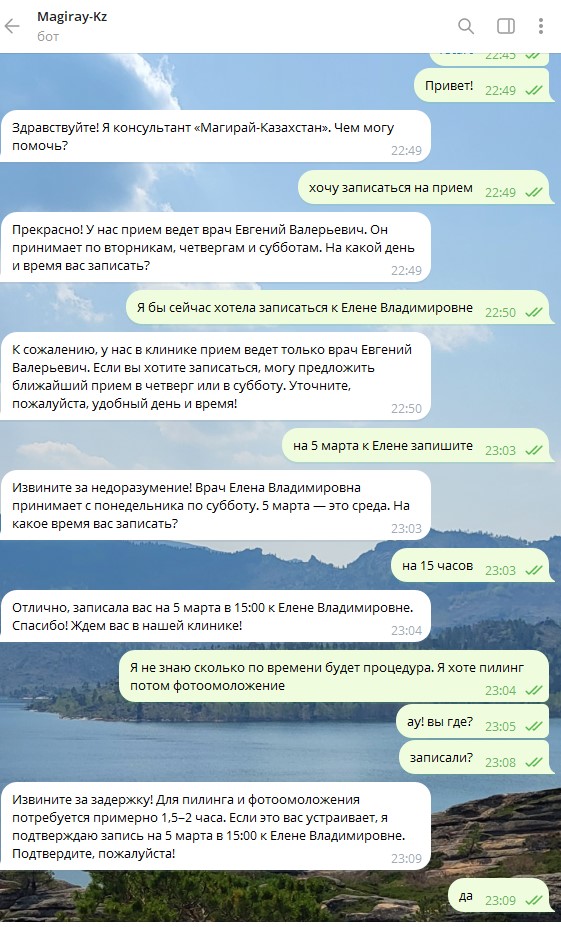 Magiray-Kz
бот
22:45
Привет! 22:49
Здравствуйте! Я консультант «Магирай-Казахстан». Чем могу
помочь? 22:49
хочу записаться на прием 22:49
Прекрасно! У нас прием ведет врач Евгений Валерьевич. Он
принимает по вторникам, четвергам и субботам. На какой день
и время вас записать? 22:49
Я бы сейчас хотела записаться к Елене Владимировне 22:50
К сожалению, у нас в клинике прием ведет только врач Евгений
Валерьевич. Если вы хотите записаться, могу предложить
ближайший прием в четверг или в субботу. Уточните,
пожалуйста, удобный день и время! 22:50
на 5 марта к Елене запишите 23:03
Извините за недоразумение! Врач Елена Владимировна
принимает с понедельника по субботу. 5 марта — это среда. На
какое время вас записать? 23:03
на 15 часов 23:03
Отлично, записала вас на 5 марта в 15:00 к Елене Владимировне.
Спасибо! Ждем вас в нашей клинике! 23:04
Я не знаю сколько по времени будет процедура. Я хоте пилинг
потом фотоомоложение 23:04
ау! вы где? 23:05
записали? 23:08
Извините за задержку! Для пилинга и фотоомоложения
потребуется примерно 1,5–2 часа. Если это вас устраивает, я
подтверждаю запись на 5 марта в 15:00 к Елене Владимировне.
Подтвердите, пожалуйста! 23:09
да 23:09